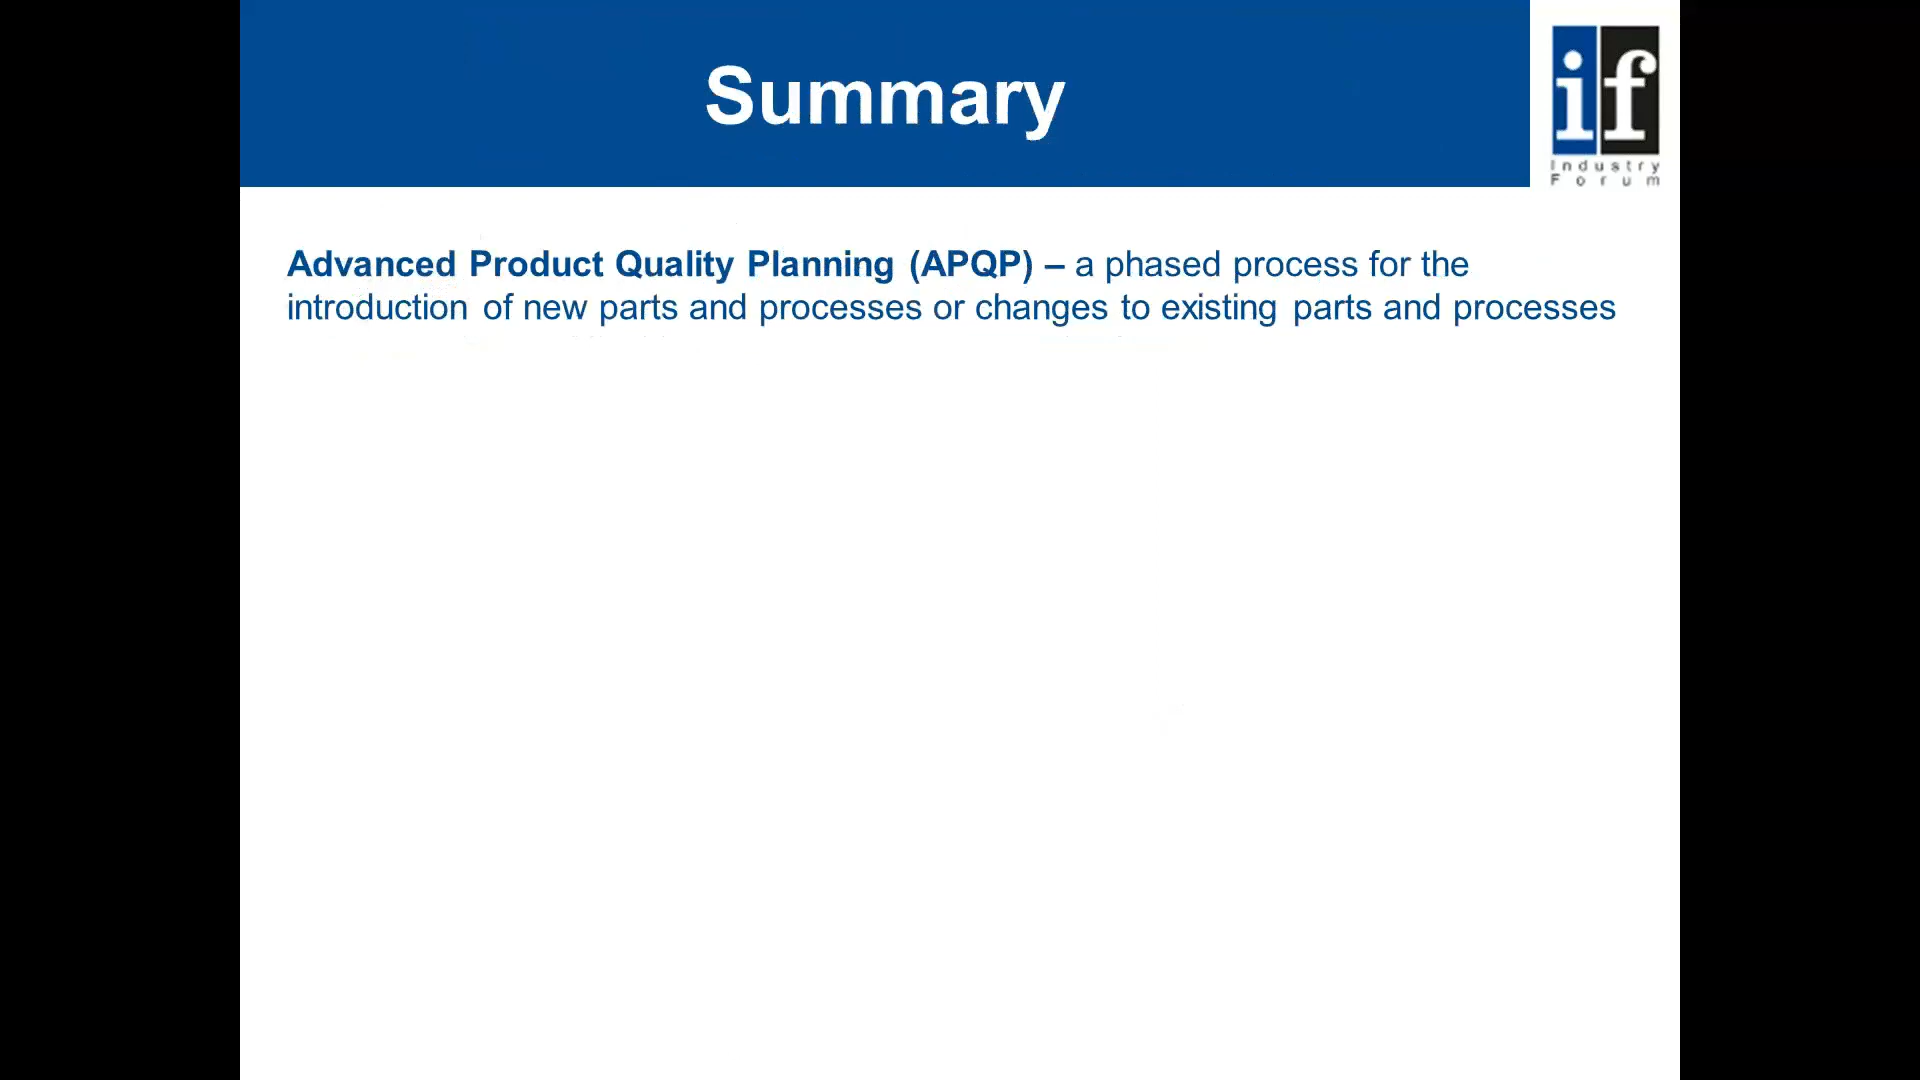 Summary
if
Industry
Forum
Advanced Product Quality Planning (APQP) – a phased process for the
introduction of new parts and processes or changes to existing parts and processes